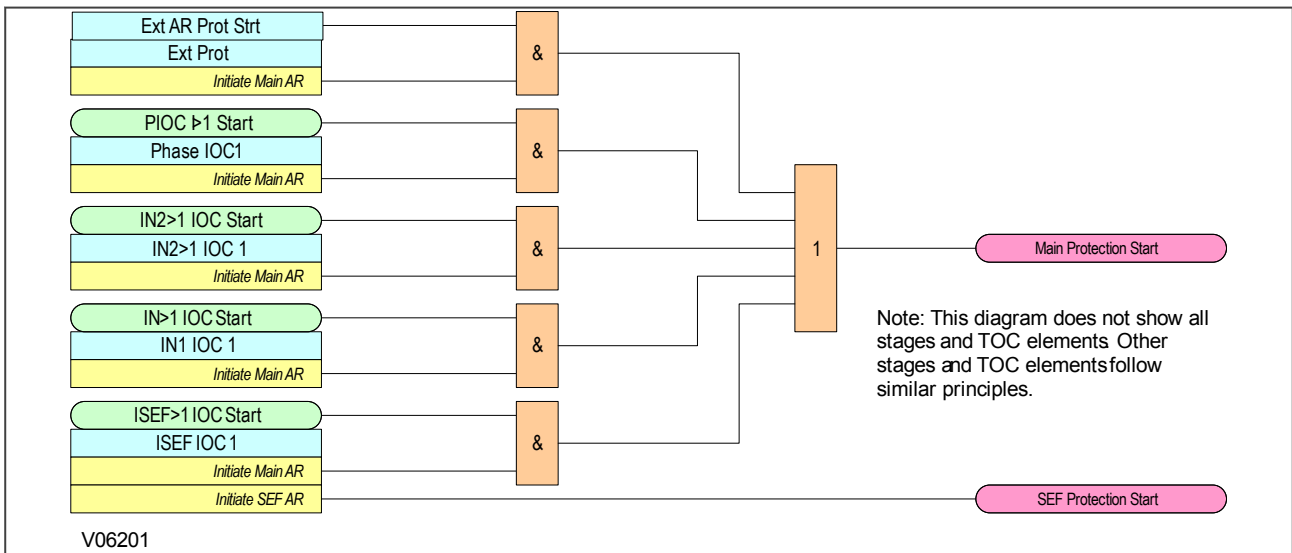 Ext AR Prot Strt
Ext Prot
Initiate Main AR
&
PIOC I>1 Start
Phase IOC1
Initiate Main AR
&
IN2>1 IOC Start
IN2>1 IOC 1
Initiate Main AR
&
IN>1 IOC Start
IN1 IOC 1
Initiate Main AR
&
ISEF>1 IOC Start
ISEF IOC 1
Initiate Main AR
&
Initiate SEF AR
1
Main Protection Start
Note: This diagram does not show all
stages and TOC elements. Other
stages and TOC elements follow
similar principles.
SEF Protection Start
V06201